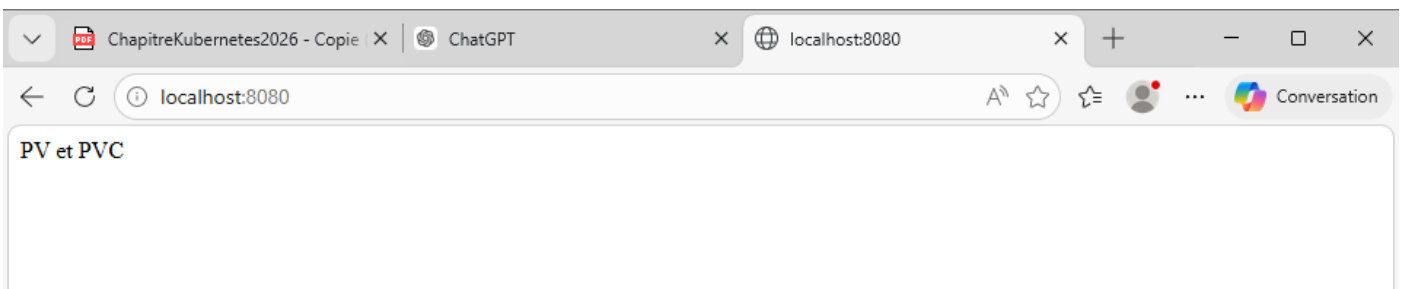 ChapitreKubernetes2026 - Copie
ChatGPT
localhost:8080
localhost:8080
Conversation
PV et PVC